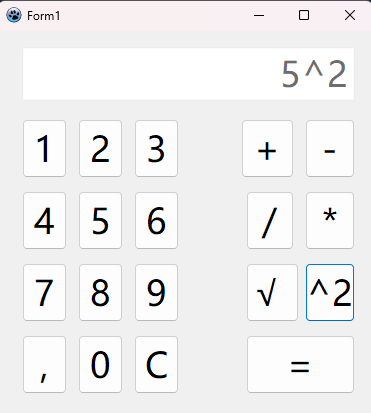 Form1
5^2
1 2 3 + -
4 5 6 / *
7 8 9 √ ^2
, 0 C =